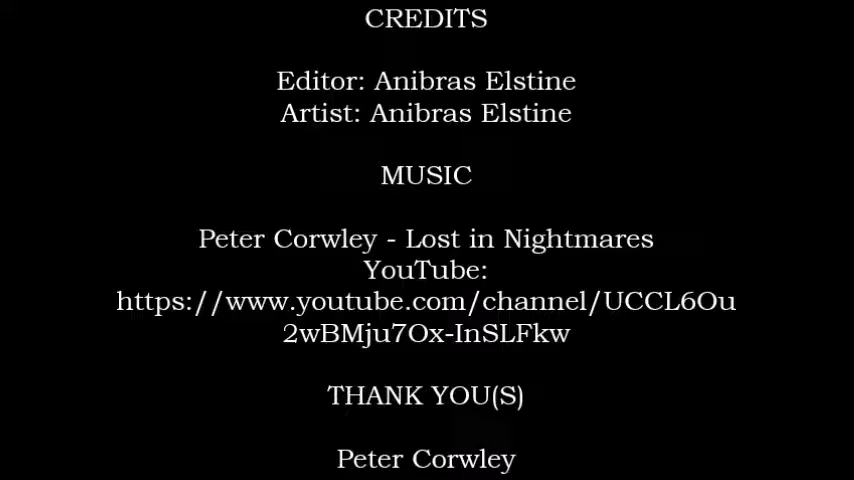 CREDITS
Editor: Anibras Elstine
Artist: Anibras Elstine
MUSIC
Peter Corwley - Lost in Nightmares
YouTube:
https://www.youtube.com/channel/UCCL6Ou
2wBMju7Ox-InSLFkw
THANK YOU(S)
Peter Corwley